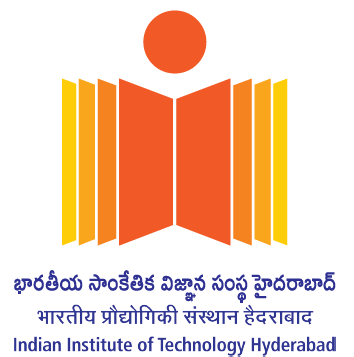 భారతీయ సాంకేతిక విజ్ఞాన సంస్థ హైదరాబాద్
भारतीय प्रौद्योगिकी संस्थान हैदराबाद
Indian Institute of Technology Hyderabad